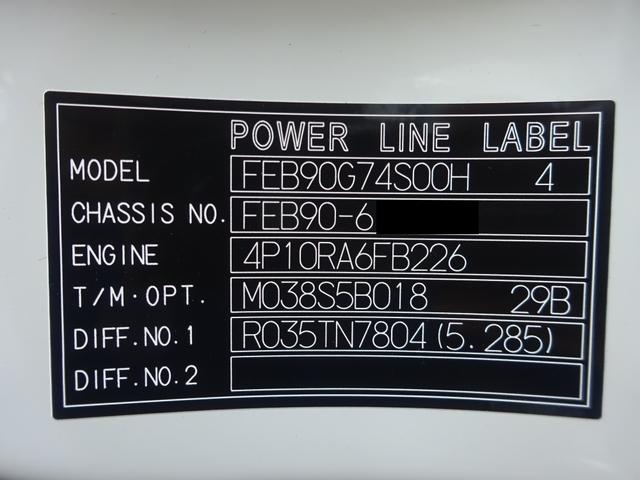 POWER LINE LABEL
MODEL FEB90G74S00H 4
CHASSIS NO. FEB90-6
ENGINE 4P10RA6FB226
T/M·OPT. M038S5B018 29B
DIFF.NO.1 R035TN7804(5.285)
DIFF.NO.2